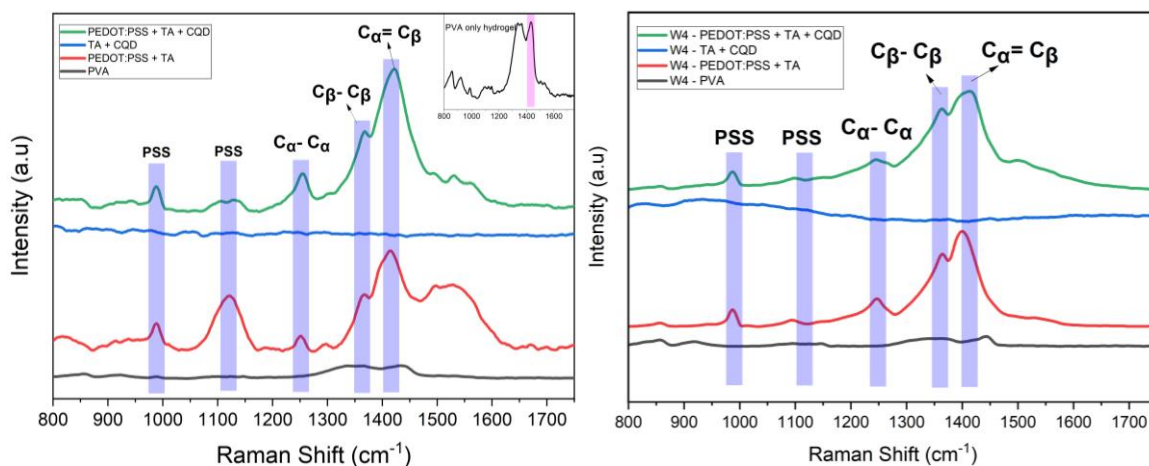 PEDOT:PSS + TA + CQD
TA + CQD
PEDOT:PSS + TA
PVA
PSS
PSS
Cα- Cα
Cβ- Cβ
Cα= Cβ
PVA only hydrogel
800 1000 1200 1400 1600
Intensity (a.u)
800 900 1000 1100 1200 1300 1400 1500 1600 1700
Raman Shift (cm⁻¹)
W4 - PEDOT:PSS + TA + CQD
W4 - TA + CQD
W4 - PEDOT:PSS + TA
W4 - PVA
PSS
PSS
Cα- Cα
Cβ- Cβ
Cα= Cβ
Intensity (a.u)
800 900 1000 1100 1200 1300 1400 1500 1600 1700
Raman Shift (cm⁻¹)